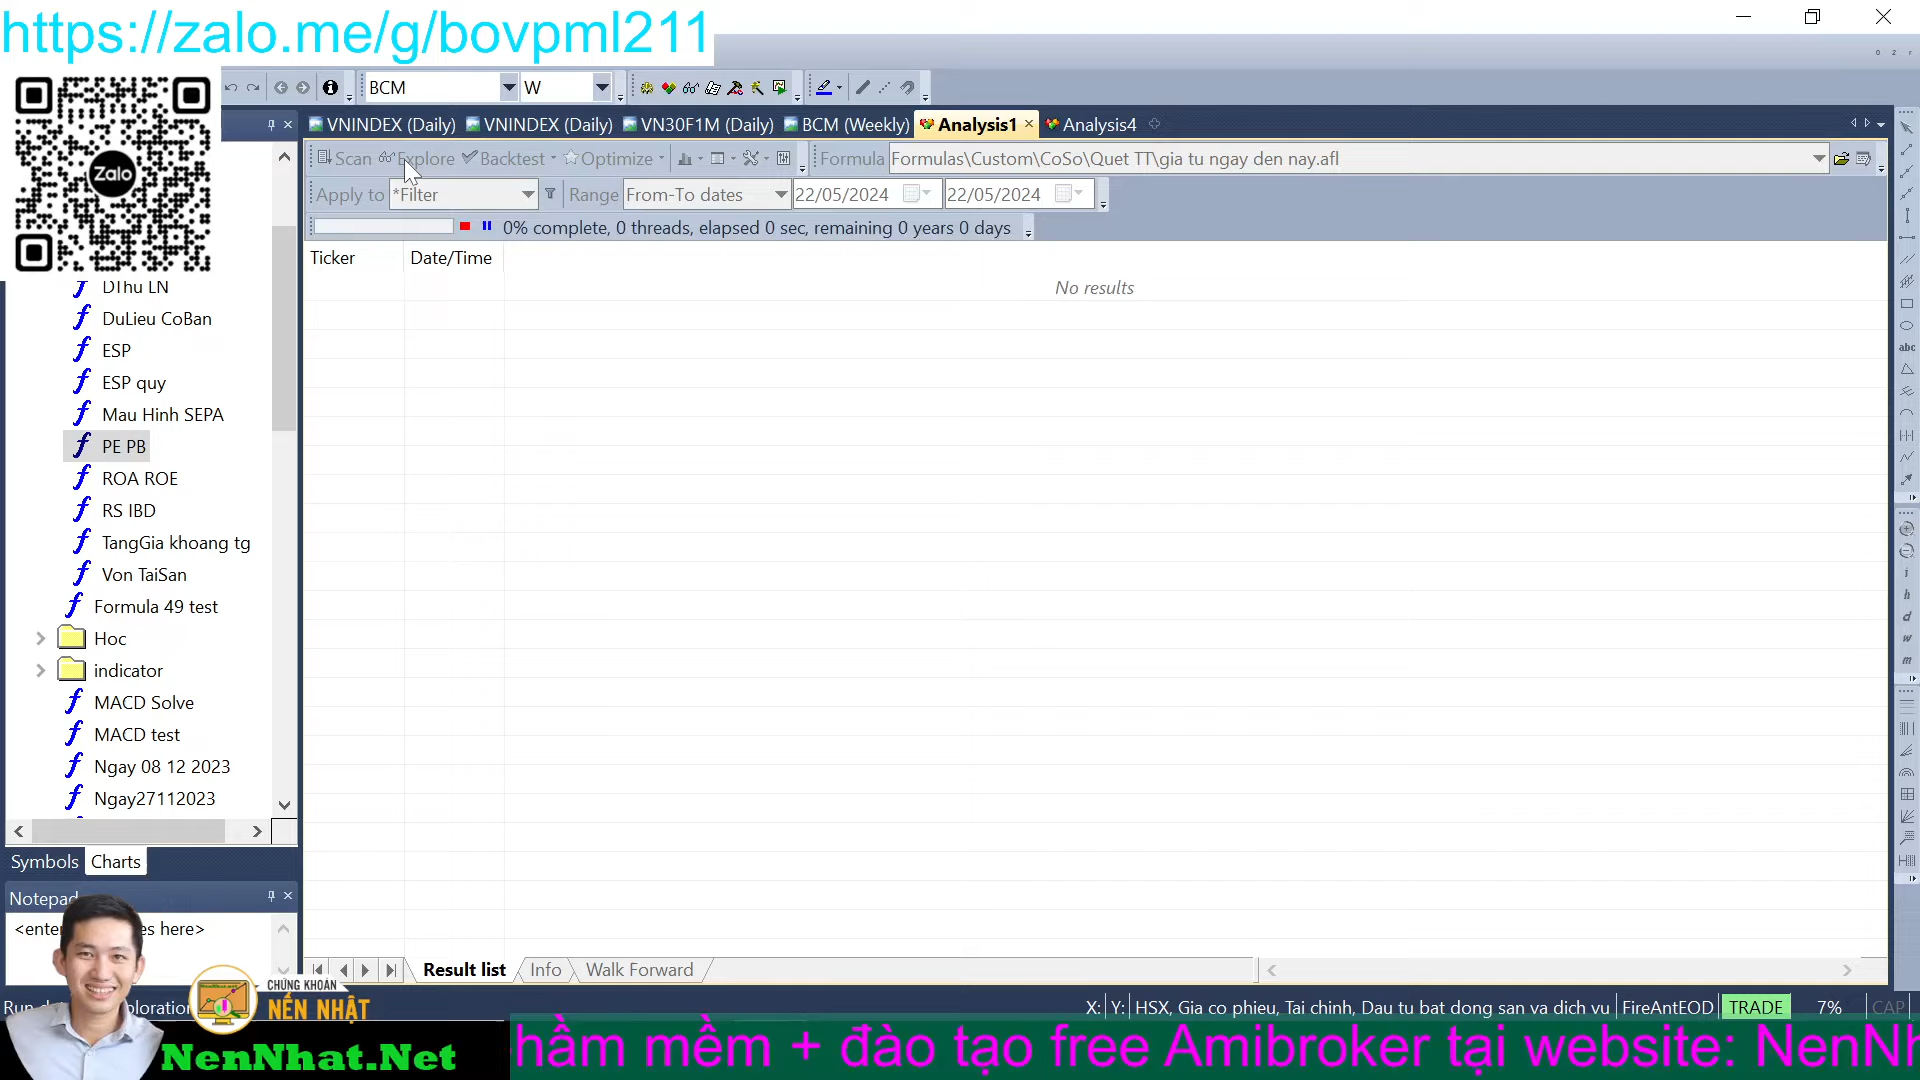 https://zalo.me/g/bovpml211
Zalo
BCM
W
VNINDEX (Daily)
VNINDEX (Daily)
VN30F1M (Daily)
BCM (Weekly)
Analysis1
Analysis4
Scan
Explore
Backtest
Optimize
Formula
Formulas\Custom\CoSo\Quet TT\gia tu ngay den nay.afl
Apply to
*Filter
Range
From-To dates
22/05/2024
22/05/2024
0% complete, 0 threads, elapsed 0 sec, remaining 0 years 0 days
Ticker
Date/Time
No results
DThu LN
DuLieu CoBan
ESP
ESP quy
Mau Hinh SEPA
PE PB
ROA ROE
RS IBD
TangGia khoang tg
Von TaiSan
Formula 49 test
Hoc
indicator
MACD Solve
MACD test
Ngay 08 12 2023
Ngay27112023
Symbols
Charts
Notepad
<enter
es here>
Result list
Info
Walk Forward
X:
Y:
HSX, Gia co phieu, Tai chinh, Dau tu bat dong san va dich vu
FireAntEOD
TRADE
7%
CAP
CHỨNG KHOÁN
NẾN NHẬT
NenNhat.Net
hầm mềm + đào tạo free Amibroker tại website: NenNh
abc
i
h
d
w
m